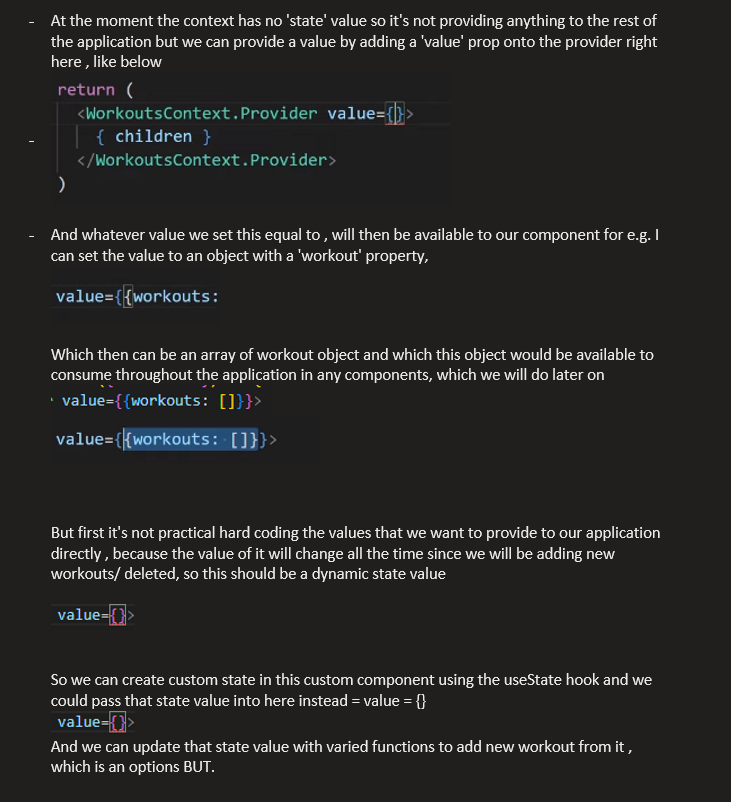 - At the moment the context has no 'state' value so it's not providing anything to the rest of
the application but we can provide a value by adding a 'value' prop onto the provider right
here , like below
return (
<WorkoutsContext.Provider value={}>
-
{ children }
</WorkoutsContext.Provider>
)
- And whatever value we set this equal to , will then be available to our component for e.g. I
can set the value to an object with a 'workout' property,
value={{workouts:
Which then can be an array of workout object and which this object would be available to
consume throughout the application in any components, which we will do later on
value={{workouts: []}}>
value={{workouts: []}}>
But first it's not practical hard coding the values that we want to provide to our application
directly , because the value of it will change all the time since we will be adding new
workouts/ deleted, so this should be a dynamic state value
value={}>
So we can create custom state in this custom component using the useState hook and we
could pass that state value into here instead = value = {}
value={}>
And we can update that state value with varied functions to add new workout from it ,
which is an options BUT.